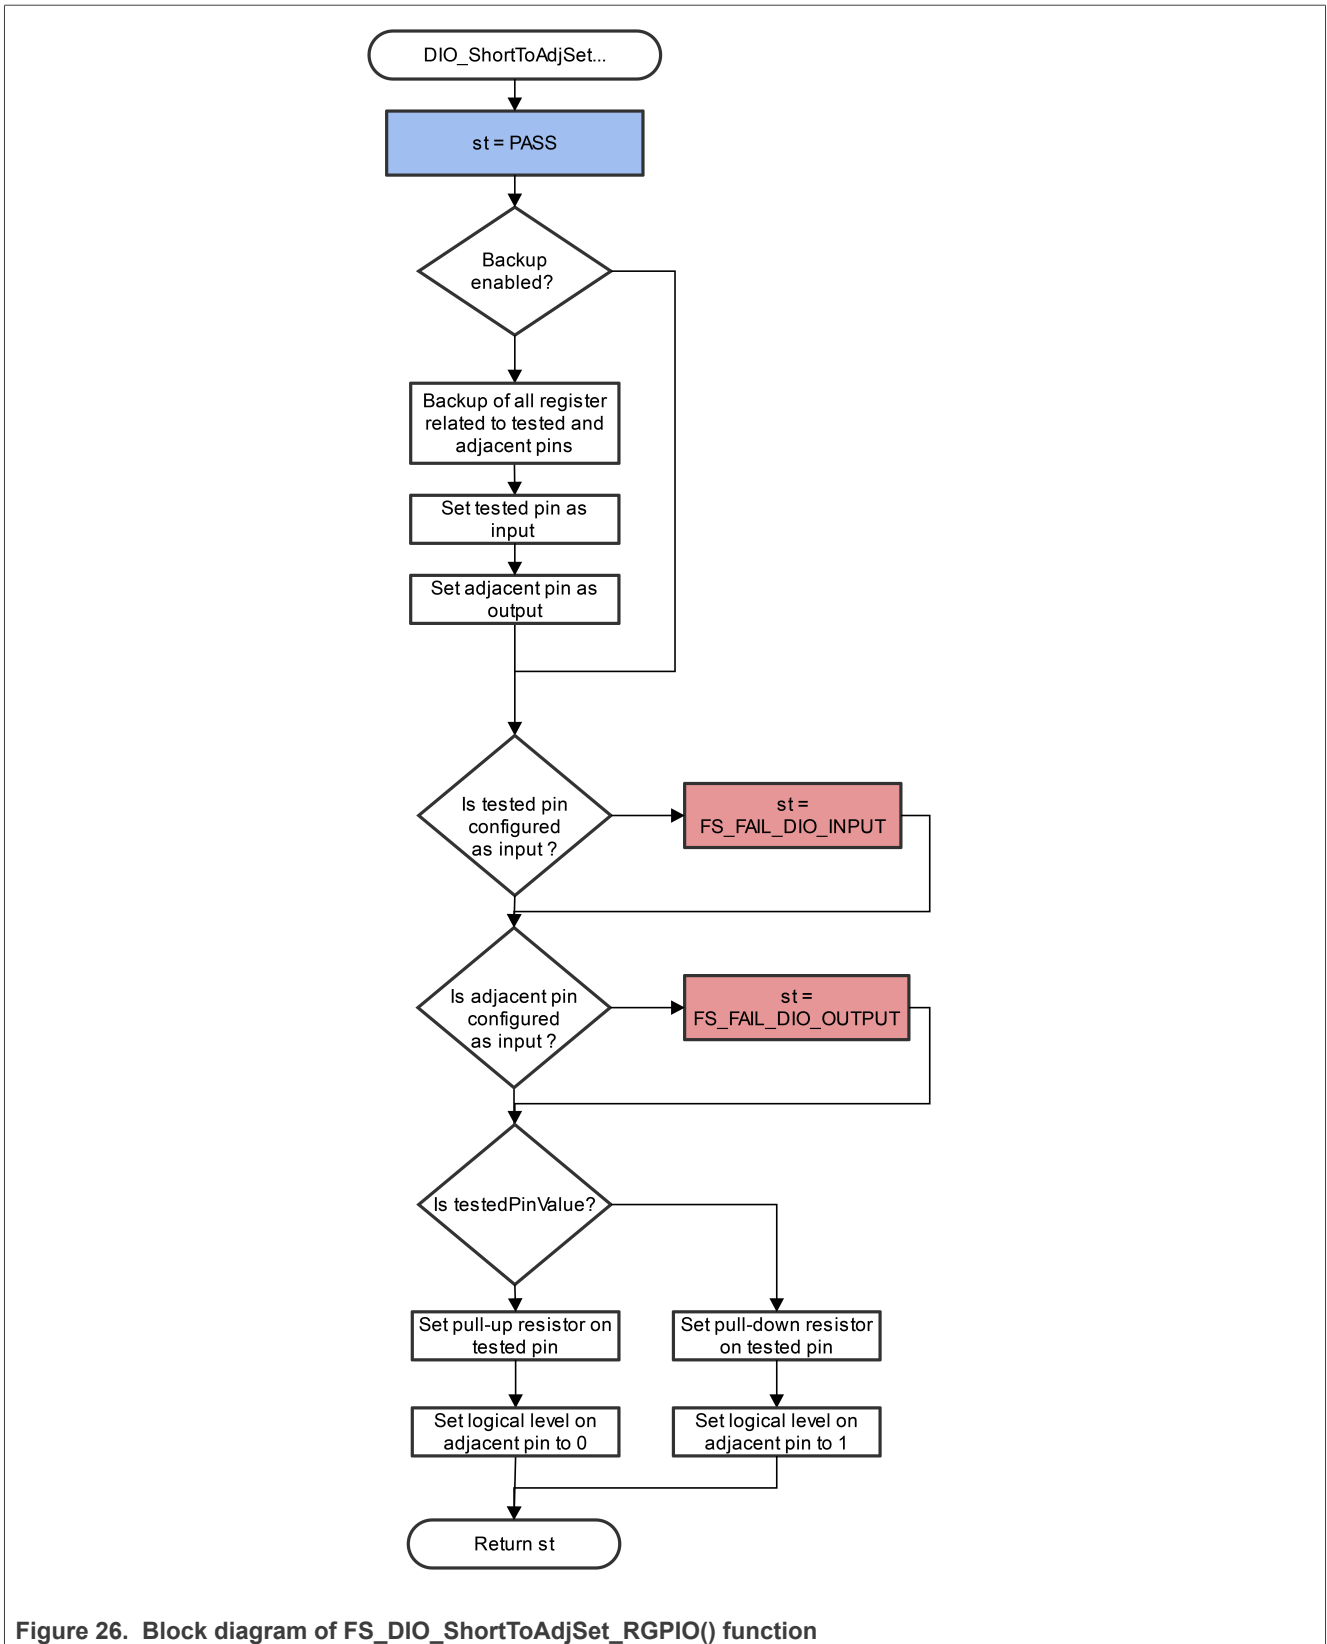 DIO_ShortToAdjSet...
st = PASS
Backup
enabled?
Backup of all register
related to tested and
adjacent pins
Set tested pin as
input
Set adjacent pin as
output
Is tested pin
configured
as input ?
st =
FS_FAIL_DIO_INPUT
Is adjacent pin
configured
as input ?
st =
FS_FAIL_DIO_OUTPUT
Is testedPinValue?
Set pull-up resistor on
tested pin
Set pull-down resistor
on tested pin
Set logical level on
adjacent pin to 0
Set logical level on
adjacent pin to 1
Return st
Figure 26. Block diagram of FS_DIO_ShortToAdjSet_RGPIO() function